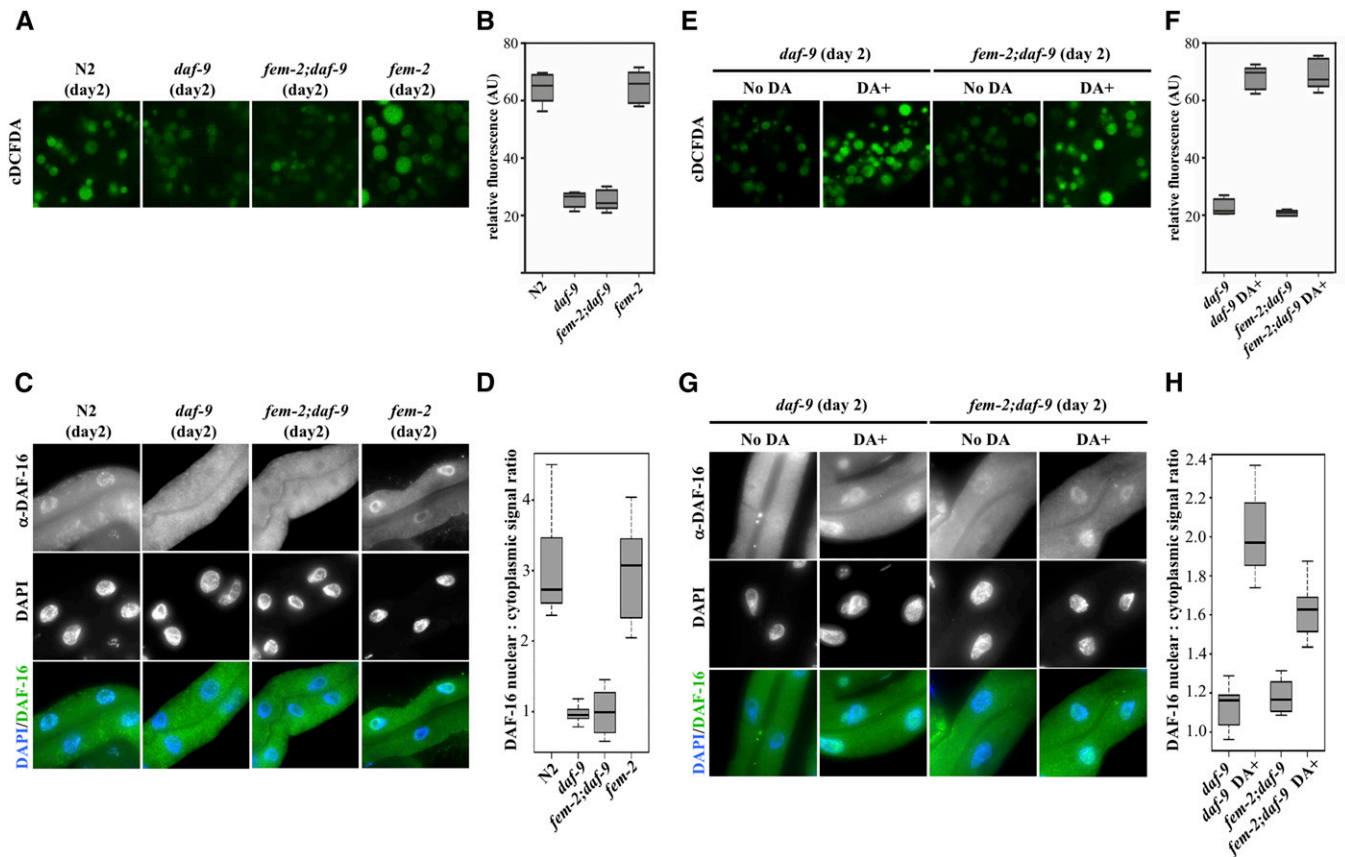 A
N2
(day2)
daf-9
(day2)
fem-2;daf-9
(day2)
fem-2
(day2)
cDCFDA
B
80
60
40
20
relative fluorescence (AU)
N2
daf-9
fem-2;daf-9
fem-2
C
N2
(day2)
daf-9
(day2)
fem-2;daf-9
(day2)
fem-2
(day2)
α-DAF-16
DAPI
DAPI/DAF-16
D
4
3
2
1
DAF-16 nuclear : cytoplasmic signal ratio
N2
daf-9
fem-2;daf-9
fem-2
E
daf-9 (day 2)
fem-2;daf-9 (day 2)
No DA
DA+
No DA
DA+
cDCFDA
F
80
60
40
20
relative fluorescence (AU)
daf-9
daf-9 DA+
fem-2;daf-9
fem-2;daf-9 DA+
G
daf-9 (day 2)
fem-2;daf-9 (day 2)
No DA
DA+
No DA
DA+
α-DAF-16
DAPI
DAPI/DAF-16
H
2.4
2.2
2.0
1.8
1.6
1.4
1.2
1.0
DAF-16 nuclear : cytoplasmic signal ratio
daf-9
daf-9 DA+
fem-2;daf-9
fem-2;daf-9 DA+